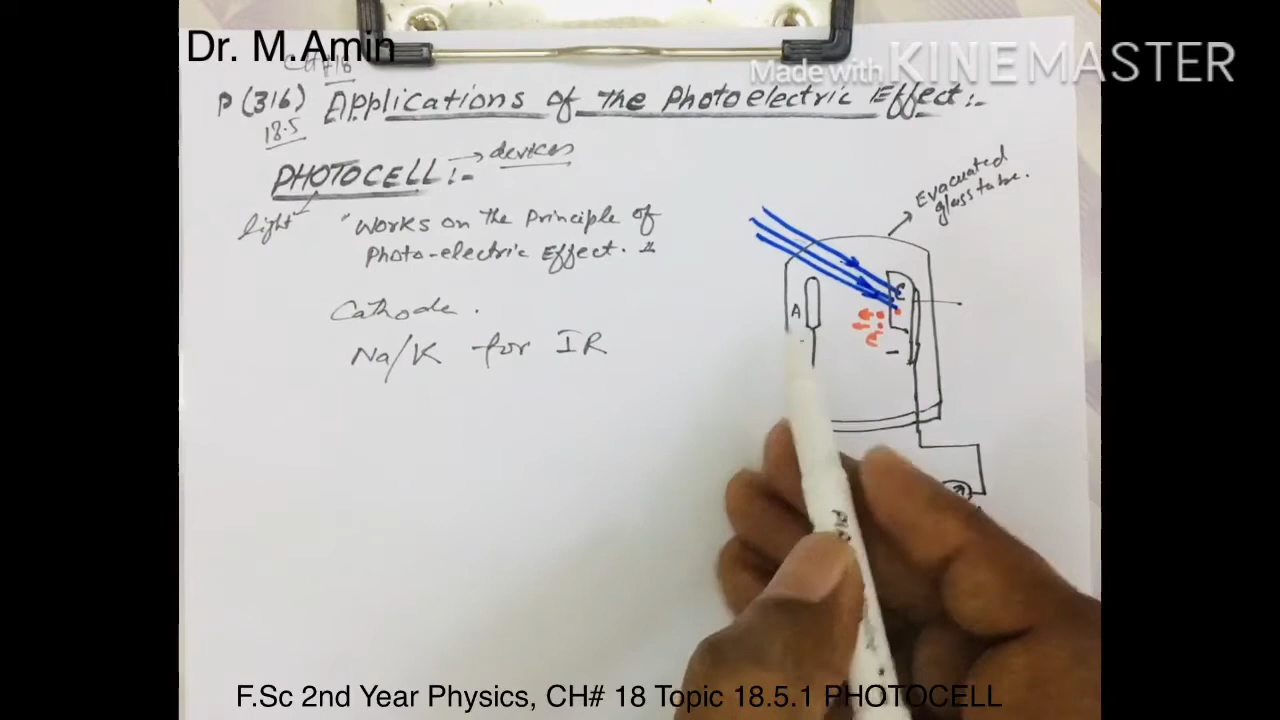 Dr. M.Amin
Made with KINEMASTER
P(316) Applications of the Photoelectric Effect:-
18.5
PHOTOCELL:- → devices
light
"Works on the Principle of
Photo-electric Effect. "
Evacuated
glass tube.
Cathode.
Na/K for IR
A
C
e
F.Sc 2nd Year Physics, CH# 18 Topic 18.5.1 PHOTOCELL